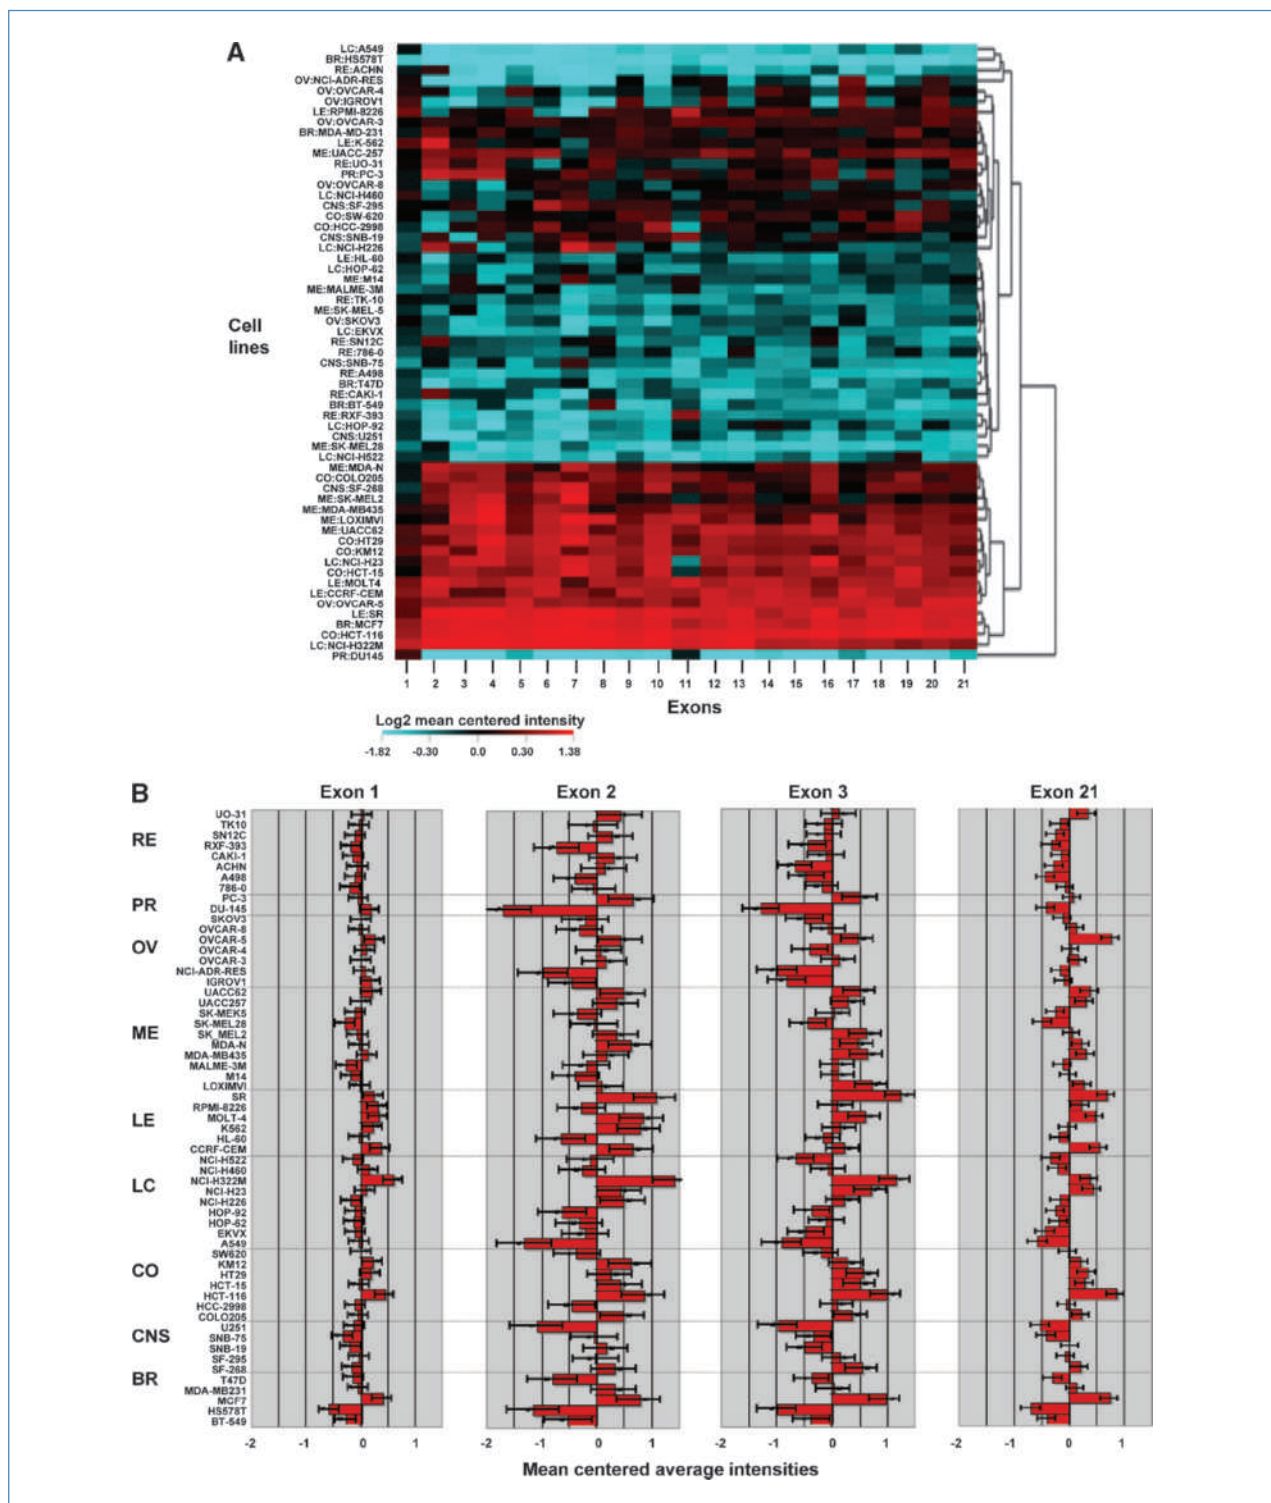 A
LC:A549
BR:HS578T
RE:ACHN
OV:NCI-ADR-RES
OV:OVCAR-4
OV:IGROV1
LE:RPMI-8226
OV:OVCAR-3
BR:MDA-MD-231
LE:K-562
ME:UACC-257
RE:UO-31
PR:PC-3
OV:OVCAR-8
LC:NCI-H460
CNS:SF-295
CO:SW-620
CO:HCC-2998
CNS:SNB-19
LC:NCI-H226
LE:HL-60
LC:HOP-62
ME:M14
ME:MALME-3M
RE:TK-10
ME:SK-MEL-5
OV:SKOV3
LC:EKVX
RE:SN12C
RE:786-0
CNS:SNB-75
RE:A498
BR:T47D
RE:CAKI-1
BR:BT-549
RE:RXF-393
LC:HOP-92
CNS:U251
ME:SK-MEL28
LC:NCI-H522
ME:MDA-N
CO:COLO205
CNS:SF-268
ME:SK-MEL2
ME:MDA-MB435
ME:LOXIMVI
ME:UACC62
CO:HT29
CO:KM12
LC:NCI-H23
CO:HCT-15
LE:MOLT4
LE:CCRF-CEM
OV:OVCAR-5
LE:SR
BR:MCF7
CO:HCT-116
LC:NCI-H322M
PR:DU145
Cell
lines
1 2 3 4 5 6 7 8 9 10 11 12 13 14 15 16 17 18 19 20 21
Exons
Log2 mean centered intensity
-1.82 -0.30 0.0 0.30 1.38
B
Exon 1 Exon 2 Exon 3 Exon 21
RE
UO-31
TK10
SN12C
RXF-393
CAKI-1
ACHN
A498
786-0
PR
PC-3
DU-145
OV
SKOV3
OVCAR-8
OVCAR-5
OVCAR-4
OVCAR-3
NCI-ADR-RES
IGROV1
ME
UACC62
UACC257
SK-MEK5
SK-MEL28
SK_MEL2
MDA-N
MDA-MB435
MALME-3M
M14
LOXIMVI
LE
SR
RPMI-8226
MOLT-4
K562
HL-60
CCRF-CEM
LC
NCI-H522
NCI-H460
NCI-H322M
NCI-H23
NCI-H226
HOP-92
HOP-62
EKVX
A549
CO
SW620
KM12
HT29
HCT-15
HCT-116
HCC-2998
COLO205
CNS
U251
SNB-75
SNB-19
SF-295
SF-268
BR
T47D
MDA-MB231
MCF7
HS578T
BT-549
-2 -1 0 1 -2 -1 0 1 -2 -1 0 1 -2 -1 0 1
Mean centered average intensities